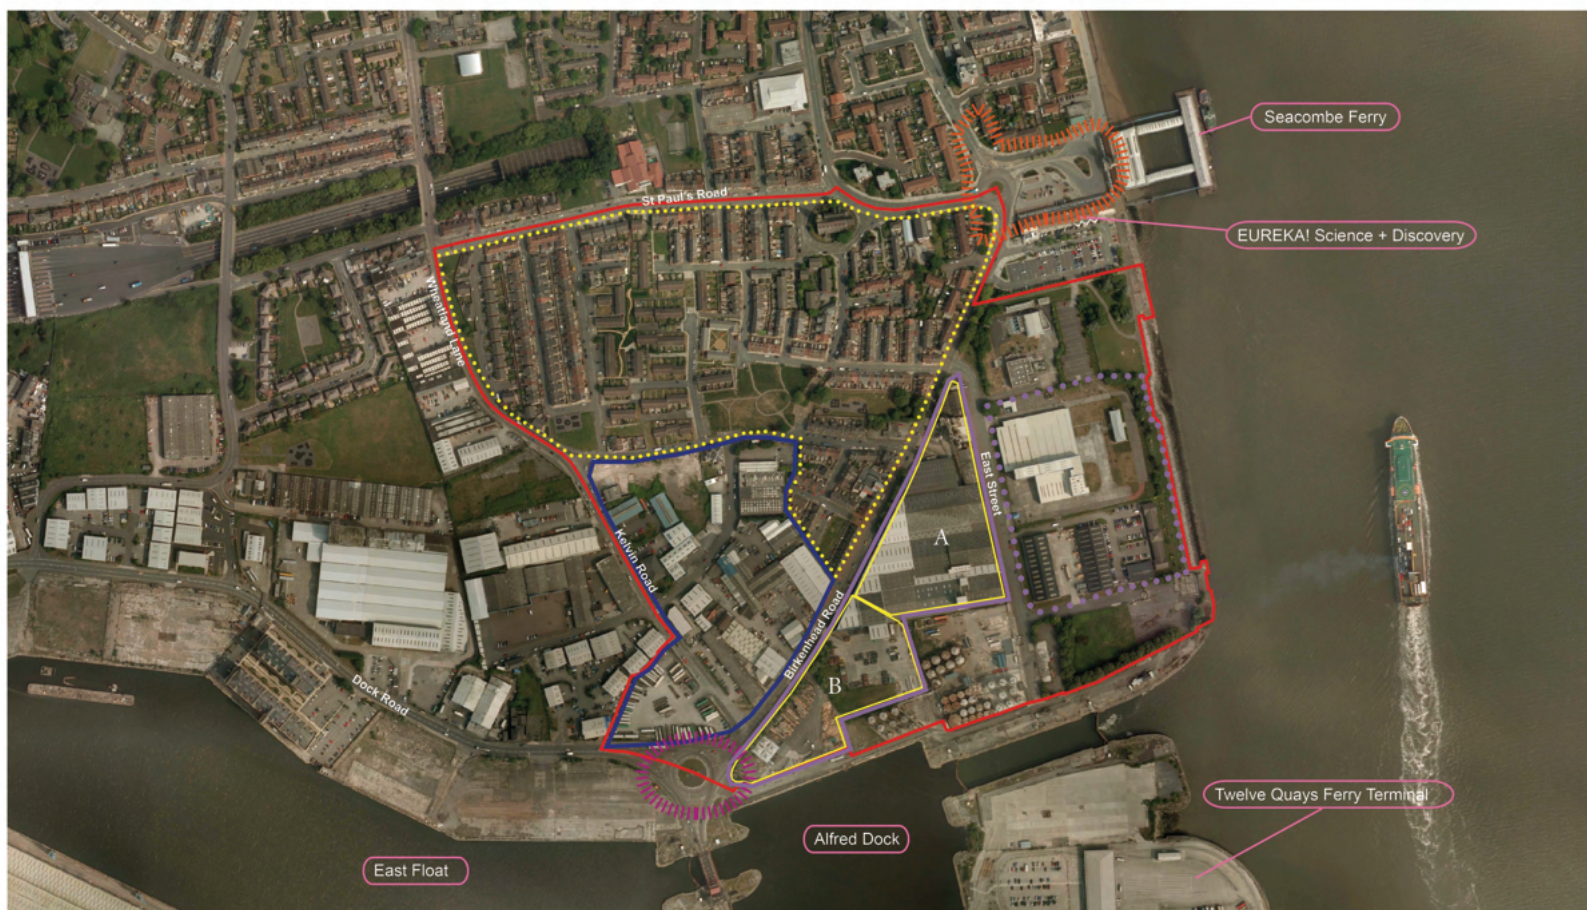 Seacombe Ferry
St Paul's Road
EUREKA! Science + Discovery
Wheatland Lane
East Street
A
Kelvin Road
Birkenhead Road
B
Dock Road
Twelve Quays Ferry Terminal
Alfred Dock
East Float